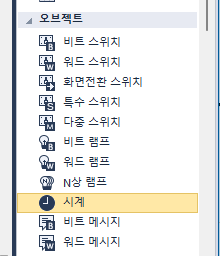 오브젝트
비트 스위치
워드 스위치
화면전환 스위치
특수 스위치
다중 스위치
비트 램프
워드 램프
N상 램프
시계
비트 메시지
워드 메시지